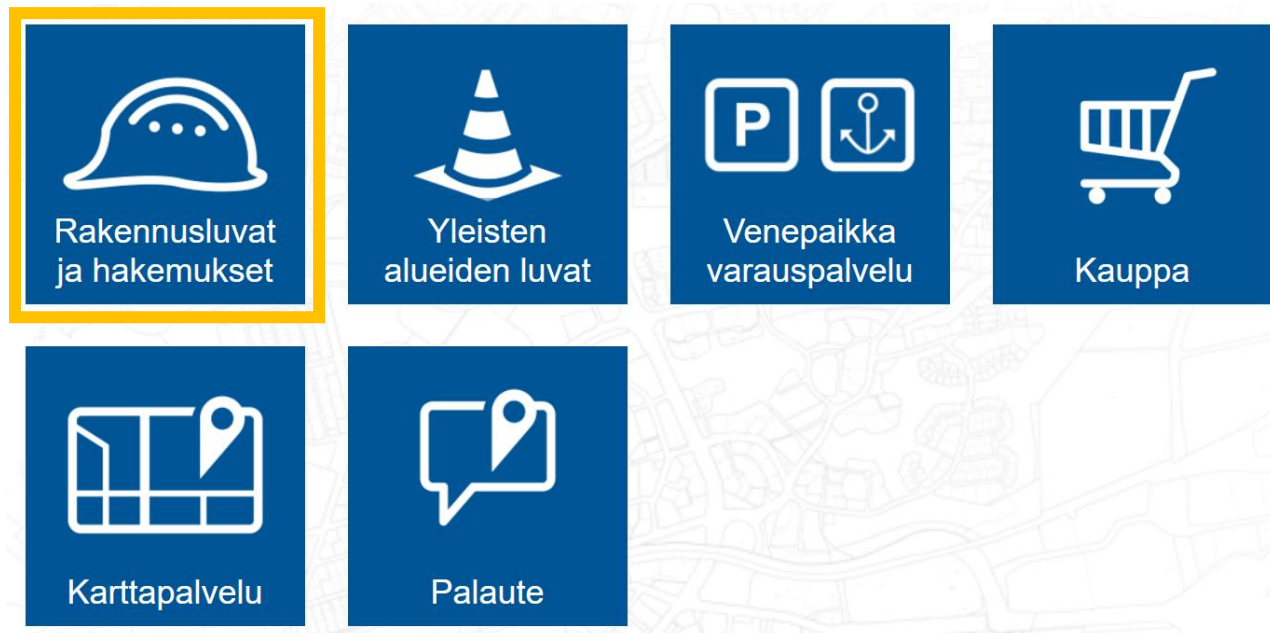 Rakennusluvat
ja hakemukset
Yleisten
alueiden luvat
P
Venepaikka
varauspalvelu
Kauppa
Karttapalvelu
Palaute